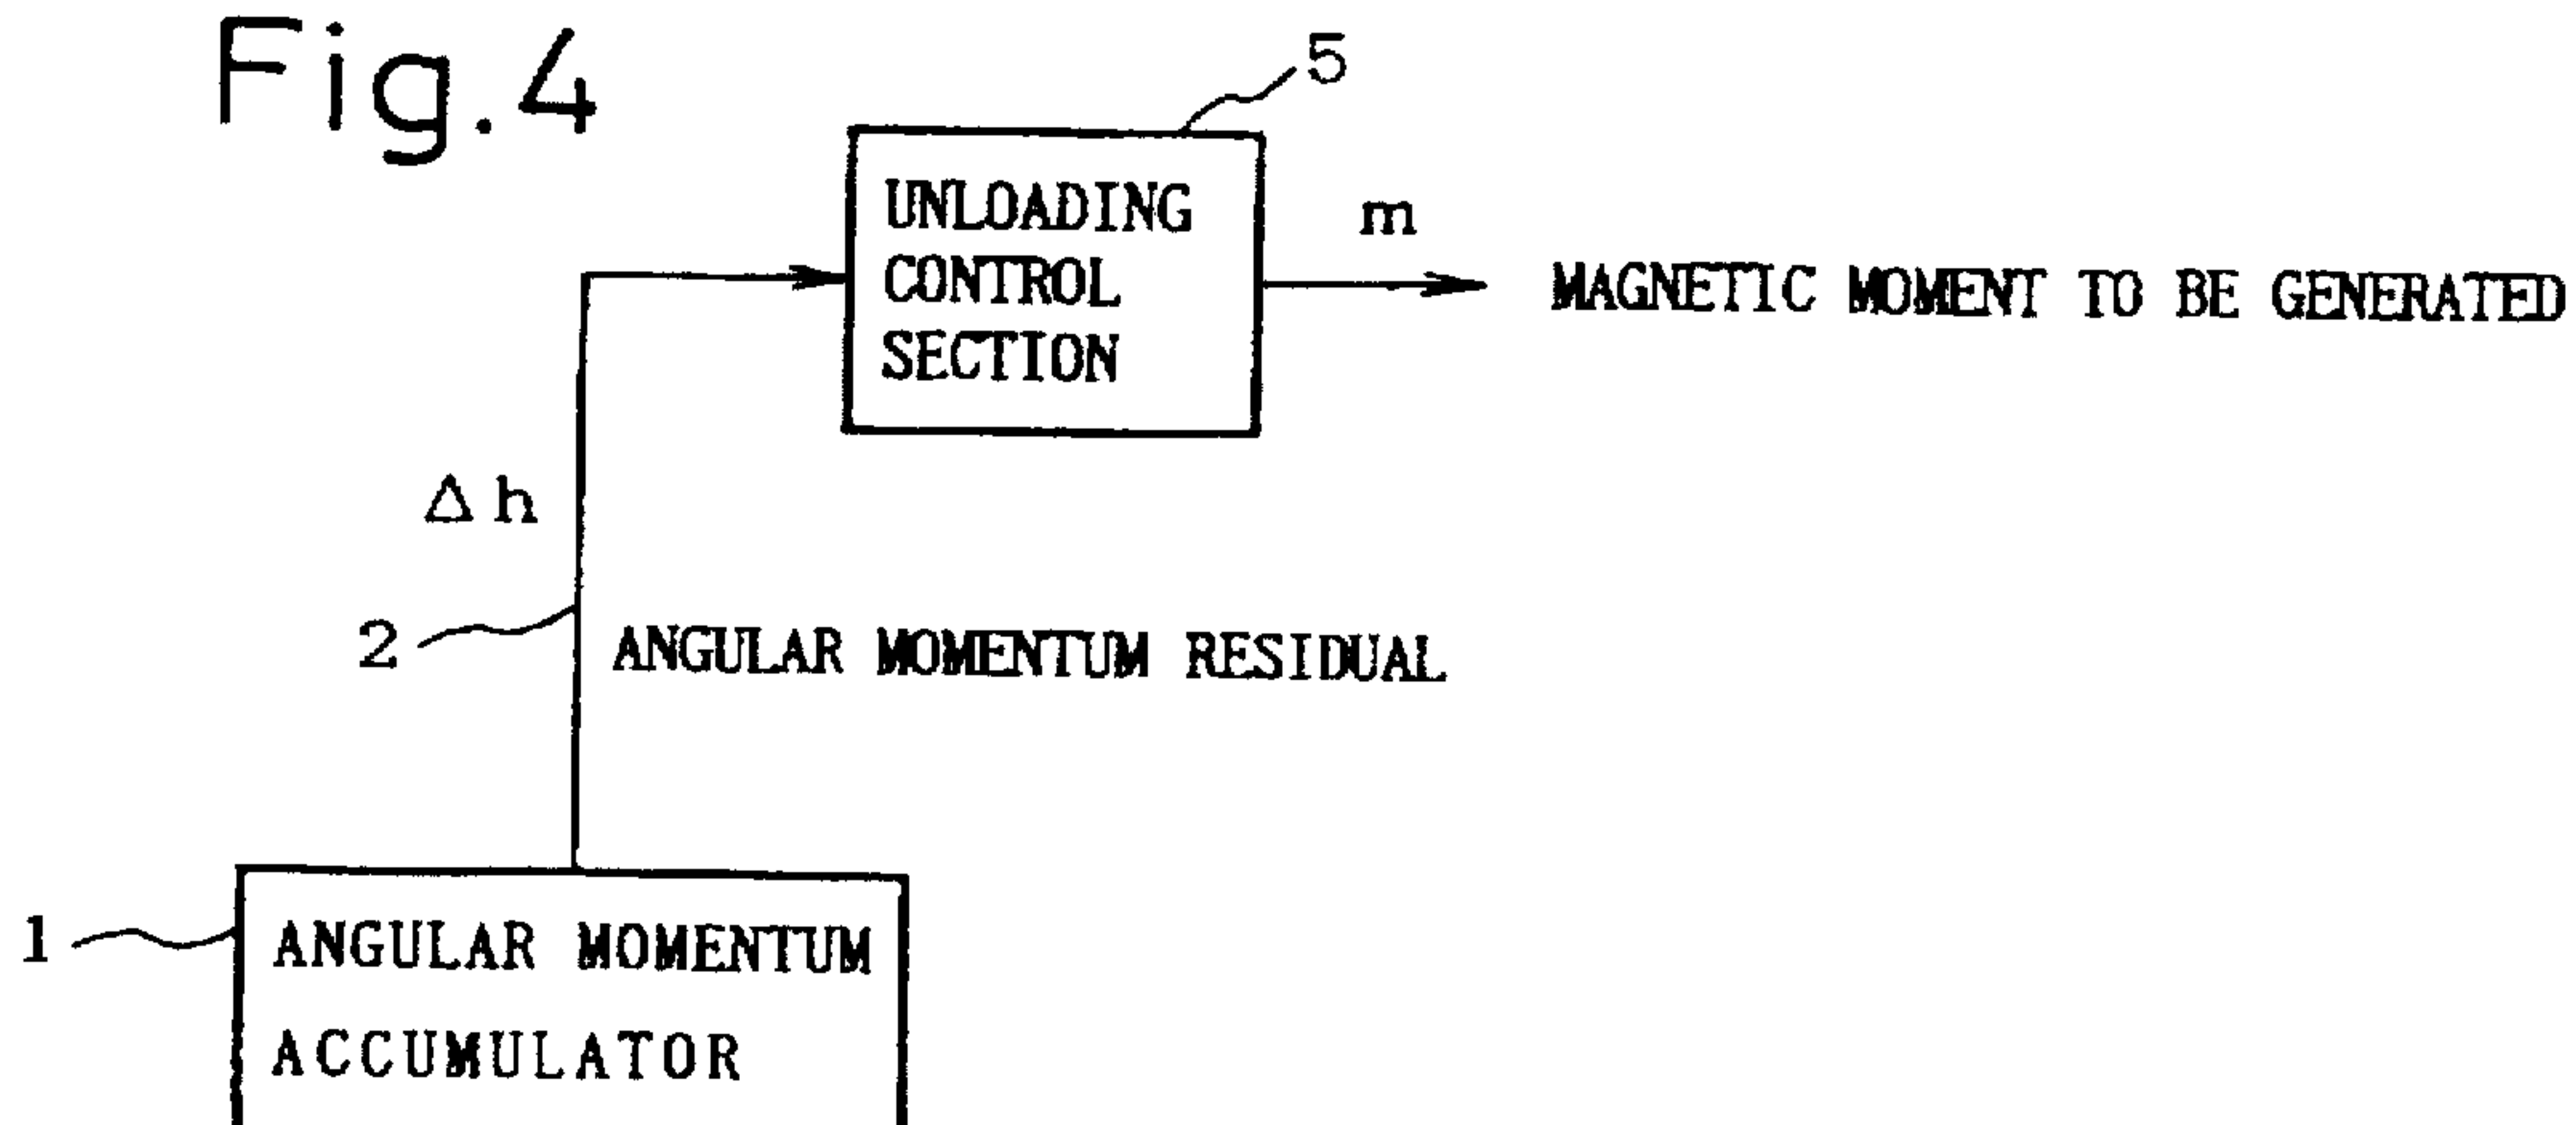 Fig.4
5
UNLOADING
CONTROL
SECTION
m
MAGNETIC MOMENT TO BE GENERATED
Δh
2
ANGULAR MOMENTUM RESIDUAL
1
ANGULAR MOMENTUM
ACCUMULATOR